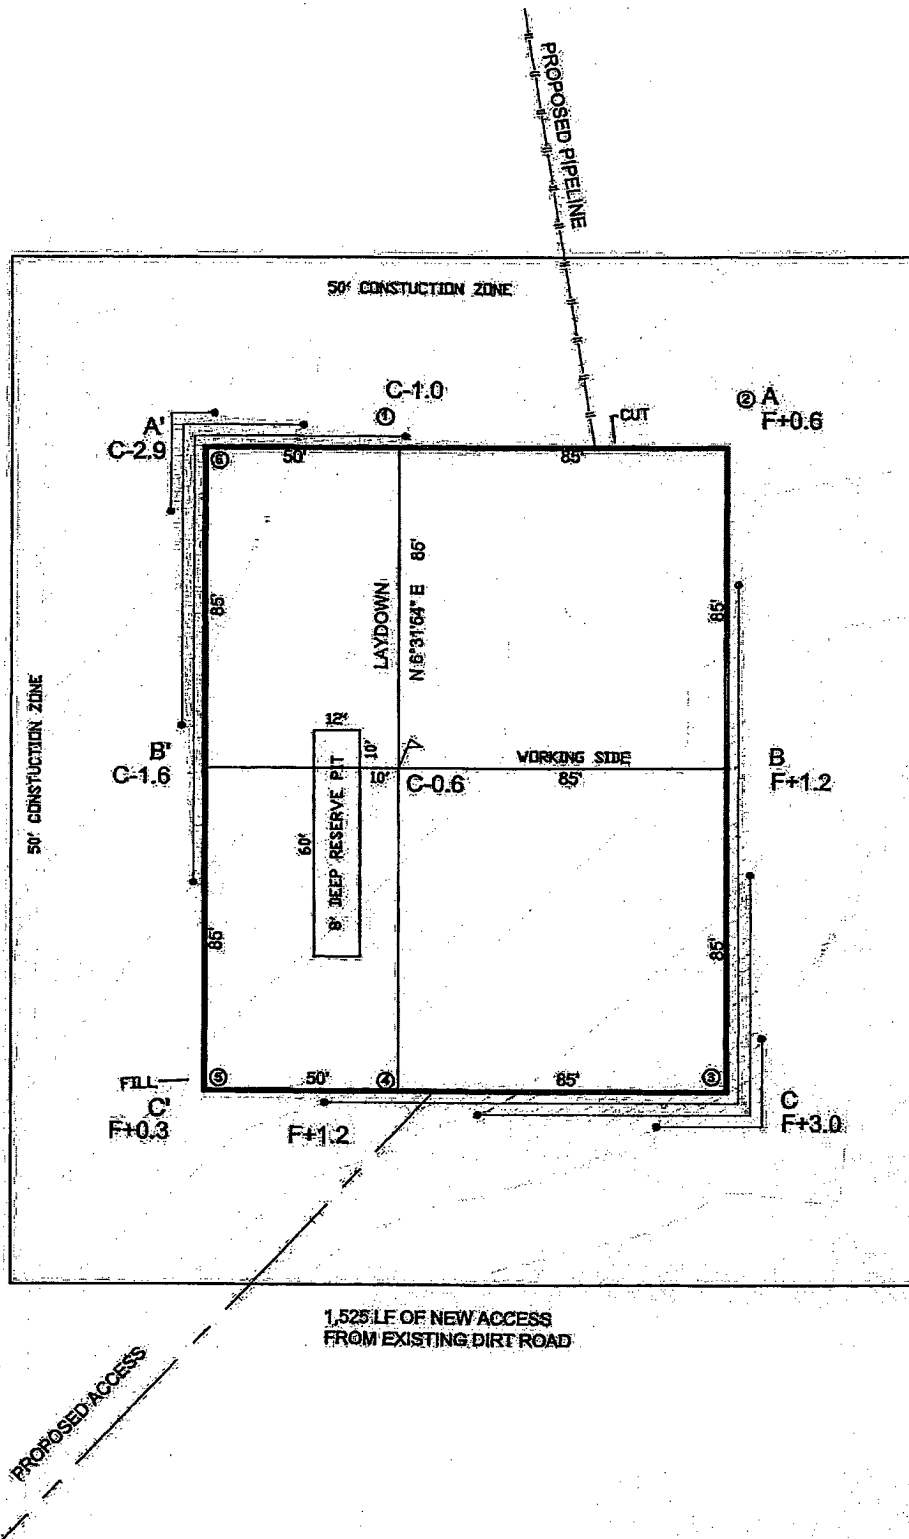 PROPOSED PIPELINE
50' CONSTUCTION ZONE
C-1.0
①
② A
F+0.6
CUT
A'
C-2.9
⑥
50'
85'
85'
LAYDOWN
N 6°31'54" E 85'
85'
50' CONSTUCTION ZONE
12'
10'
B'
C-1.6
10'
C-0.6
WORKING SIDE
85'
B
F+1.2
60'
8' DEEP RESERVE PIT
85'
85'
FILL
⑤
50'
④
85'
③
C'
F+0.3
F+1.2
C
F+3.0
1,525 LF OF NEW ACCESS
FROM EXISTING DIRT ROAD
PROPOSED ACCESS